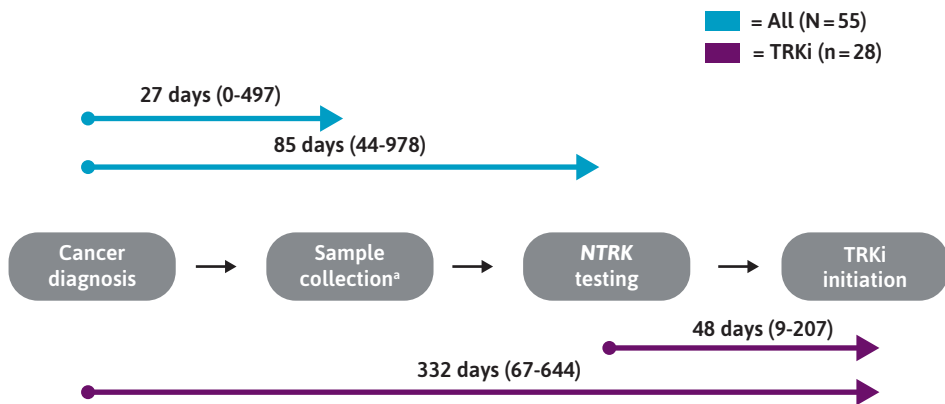 = All (N=55)
= TRKi (n=28)
27 days (0-497)
85 days (44-978)
Cancer
diagnosis
Sample
collectionᵃ
NTRK
testing
TRKi
initiation
48 days (9-207)
332 days (67-644)